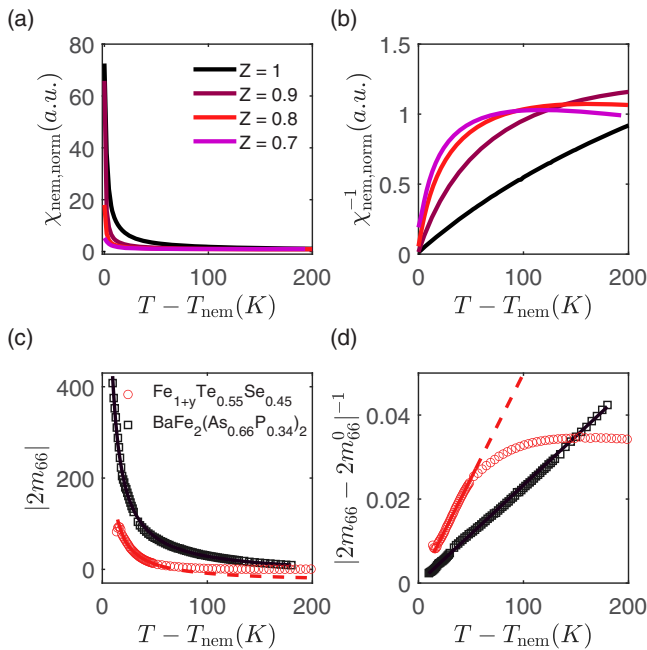 (a)
80
60
40
20
0
χnem,norm(a.u.)
Z = 1
Z = 0.9
Z = 0.8
Z = 0.7
0 100 200
T − Tnem(K)
(b)
1.5
1
0.5
0
χ−1nem,norm(a.u.)
0 100 200
T − Tnem(K)
(c)
400
200
0
|2m66|
Fe1+yTe0.55Se0.45
BaFe2(As0.66P0.34)2
0 100 200
T − Tnem(K)
(d)
0.04
0.02
0
|2m66 − 2m066|−1
0 100 200
T − Tnem(K)